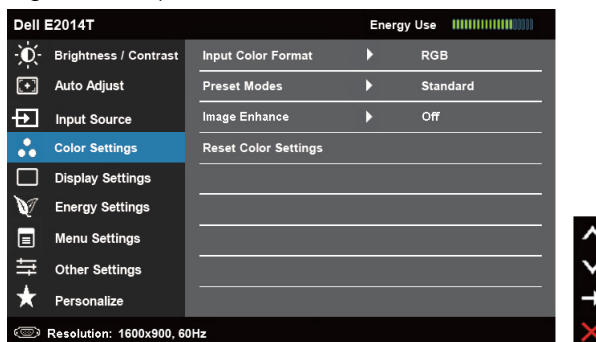 Dell E2014T Energy Use
Brightness / Contrast
Auto Adjust
Input Source
Color Settings
Display Settings
Energy Settings
Menu Settings
Other Settings
Personalize
Input Color Format RGB
Preset Modes Standard
Image Enhance Off
Reset Color Settings
Resolution: 1600x900, 60Hz